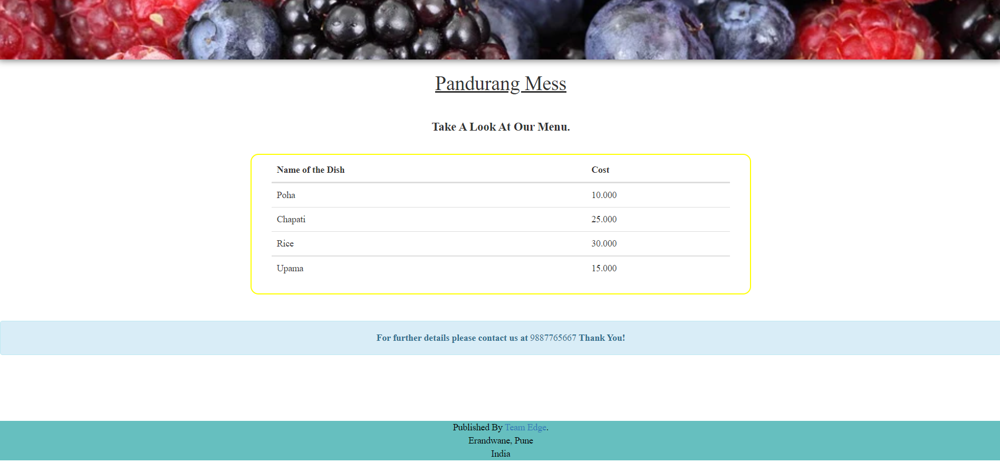 Pandurang Mess
Take A Look At Our Menu.
Name of the Dish Cost
Poha 10.000
Chapati 25.000
Rice 30.000
Upama 15.000
For further details please contact us at 9887765667 Thank You!
Published By Team Edge.
Erandwane, Pune
India